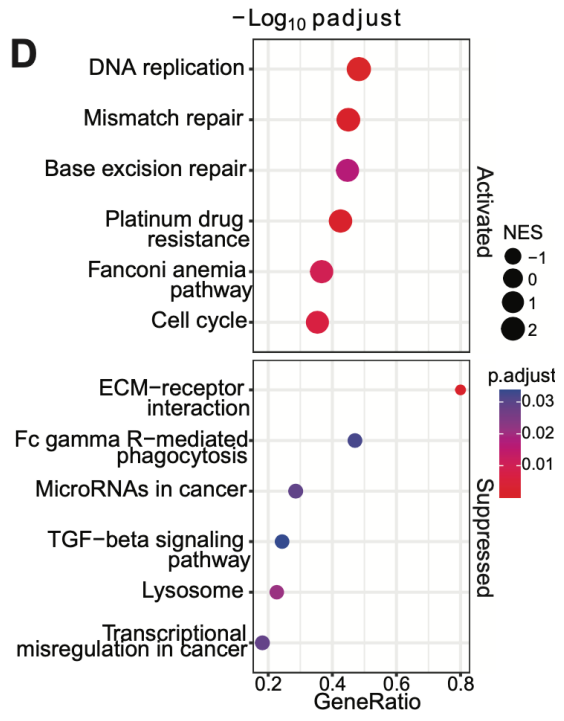 −Log10 padjust
D
DNA replication
Mismatch repair
Base excision repair
Platinum drug
resistance
Fanconi anemia
pathway
Cell cycle
Activated
ECM−receptor
interaction
Fc gamma R−mediated
phagocytosis
MicroRNAs in cancer
TGF−beta signaling
pathway
Lysosome
Transcriptional
misregulation in cancer
Suppressed
0.2 0.4 0.6 0.8
GeneRatio
NES
−1
0
1
2
p.adjust
0.03
0.02
0.01